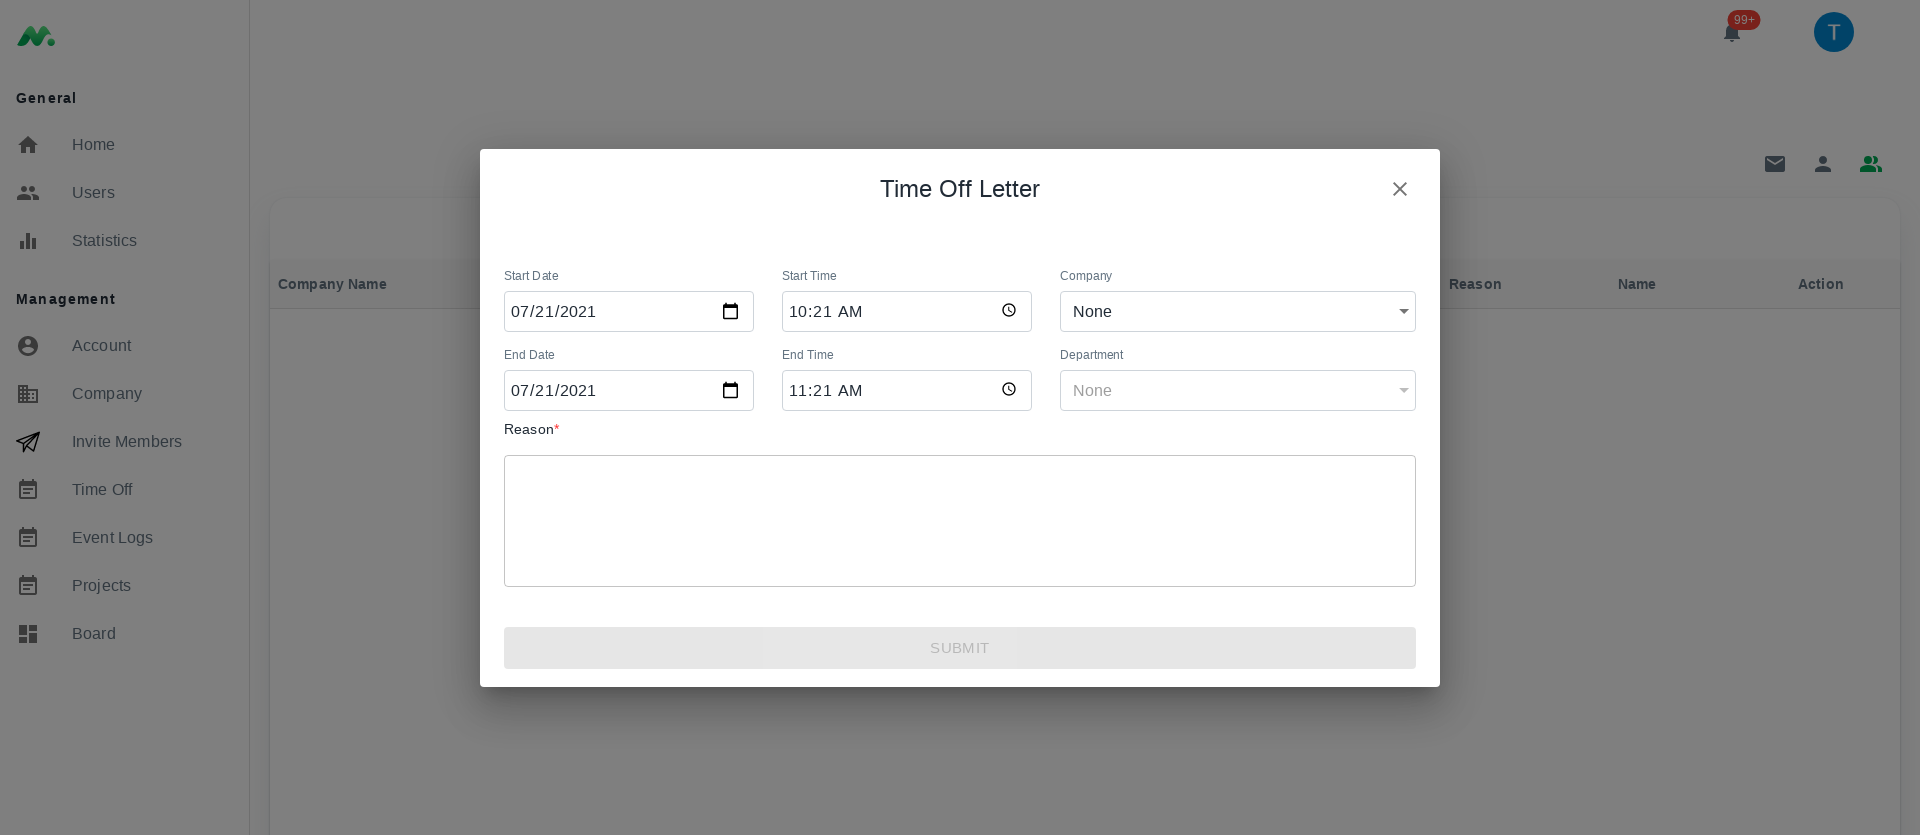 99+
T
General
Home
Users
Statistics
Management
Account
Company
Invite Members
Time Off
Event Logs
Projects
Board
Company Name
Reason
Name
Action
Time Off Letter
Start Date
Start Time
Company
07/21/2021
10:21 AM
None
End Date
End Time
Department
07/21/2021
11:21 AM
None
Reason*
SUBMIT